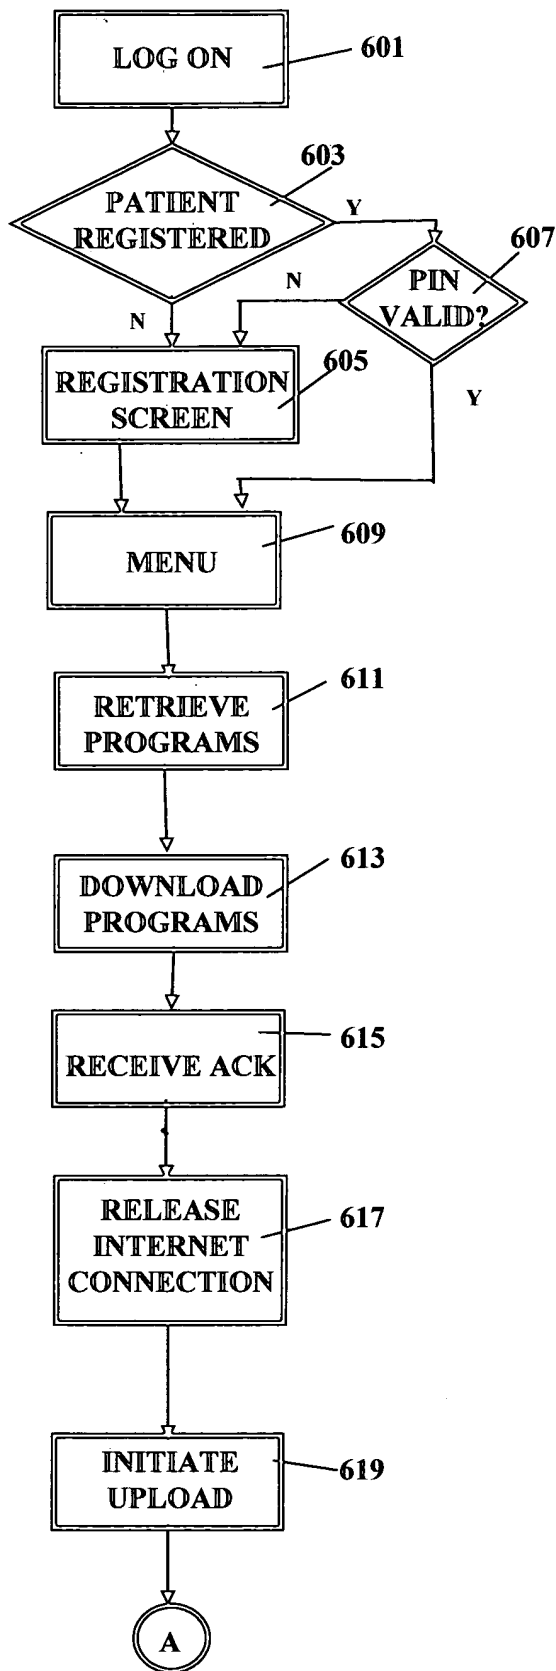 LOG ON
601
603
PATIENT
REGISTERED
Y
607
PIN
VALID?
N
N
605
REGISTRATION
SCREEN
Y
609
MENU
611
RETRIEVE
PROGRAMS
613
DOWNLOAD
PROGRAMS
615
RECEIVE ACK
RELEASE
INTERNET
CONNECTION
617
INITIATE
UPLOAD
619
A